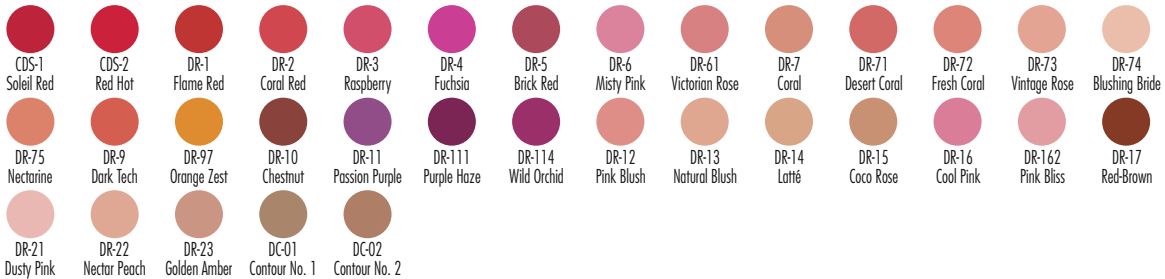 CDS-1 CDS-2 DR-1 DR-2 DR-3 DR-4 DR-5 DR-6 DR-61 DR-7 DR-71 DR-72 DR-73 DR-74
Soleil Red Red Hot Flame Red Coral Red Raspberry Fuchsia Brick Red Misty Pink Victorian Rose Coral Desert Coral Fresh Coral Vintage Rose Blushing Bride
DR-75 DR-9 DR-97 DR-10 DR-11 DR-111 DR-114 DR-12 DR-13 DR-14 DR-15 DR-16 DR-162 DR-17
Nectarine Dark Tech Orange Zest Chestnut Passion Purple Purple Haze Wild Orchid Pink Blush Natural Blush Latté Coco Rose Cool Pink Pink Bliss Red-Brown
DR-21 DR-22 DR-23 DC-01 DC-02
Dusty Pink Nectar Peach Golden Amber Contour No. 1 Contour No. 2